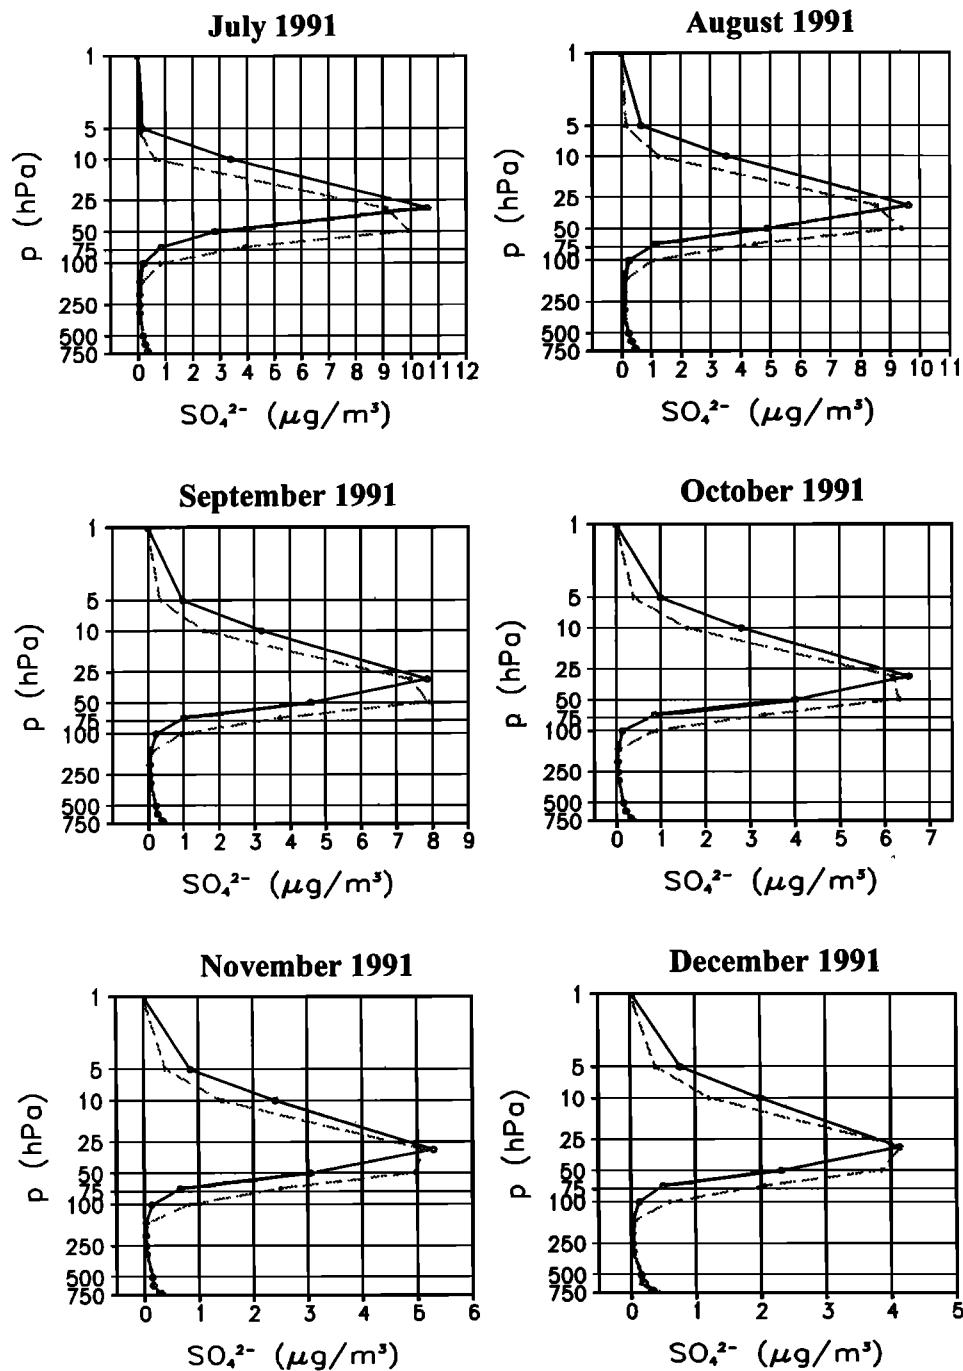 July 1991
August 1991
1
5
10
25
50
75
100
250
500
750
p (hPa)
0 1 2 3 4 5 6 7 8 9 10 11 12
SO₄²⁻ (μg/m³)
1
5
10
25
50
75
100
250
500
750
p (hPa)
0 1 2 3 4 5 6 7 8 9 10 11
SO₄²⁻ (μg/m³)
September 1991
October 1991
1
5
10
25
50
75
100
250
500
750
p (hPa)
0 1 2 3 4 5 6 7 8 9
SO₄²⁻ (μg/m³)
1
5
10
25
50
75
100
250
500
750
p (hPa)
0 1 2 3 4 5 6 7
SO₄²⁻ (μg/m³)
November 1991
December 1991
1
5
10
25
50
75
100
250
500
750
p (hPa)
0 1 2 3 4 5 6
SO₄²⁻ (μg/m³)
1
5
10
25
50
75
100
250
500
750
p (hPa)
0 1 2 3 4 5
SO₄²⁻ (μg/m³)